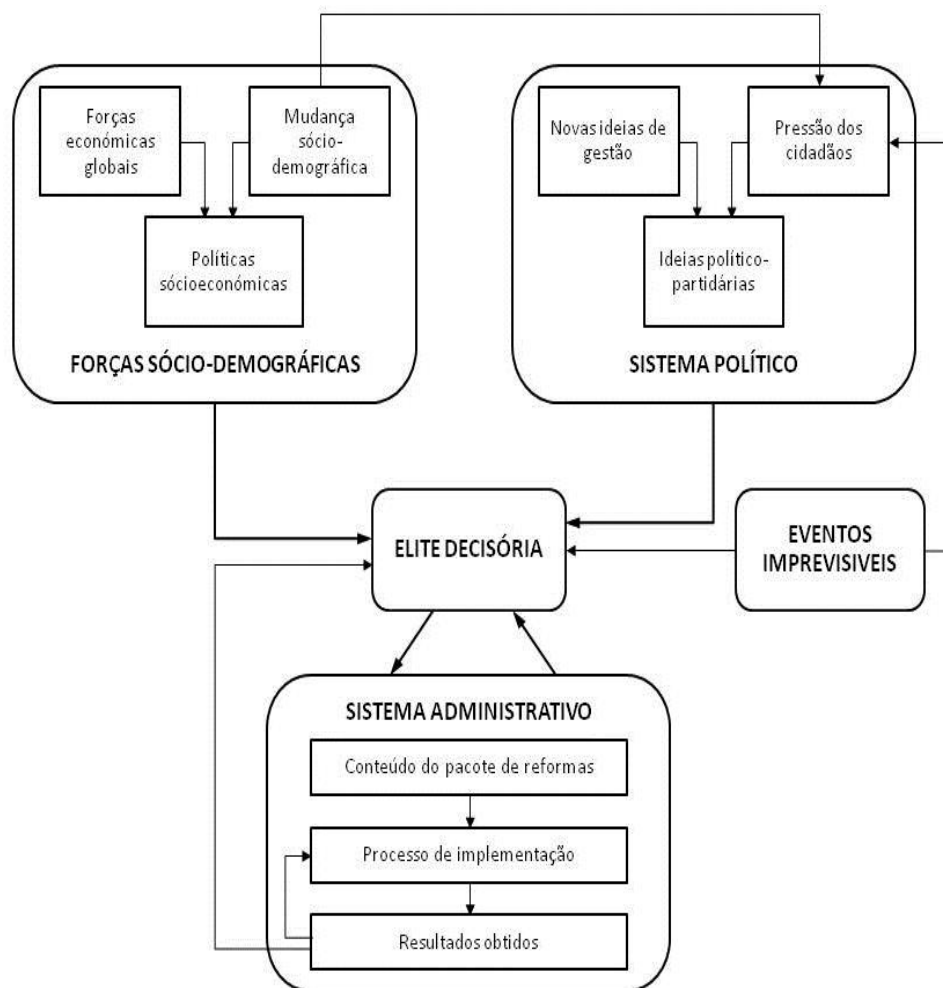 Forças
económicas
globais
Mudança
sócio-
demográfica
Políticas
sócioeconómicas
FORÇAS SÓCIO-DEMOGRÁFICAS
Novas ideias de
gestão
Pressão dos
cidadãos
Ideias político-
partidárias
SISTEMA POLÍTICO
ELITE DECISÓRIA
EVENTOS
IMPREVISIVEIS
SISTEMA ADMINISTRATIVO
Conteúdo do pacote de reformas
Processo de implementação
Resultados obtidos